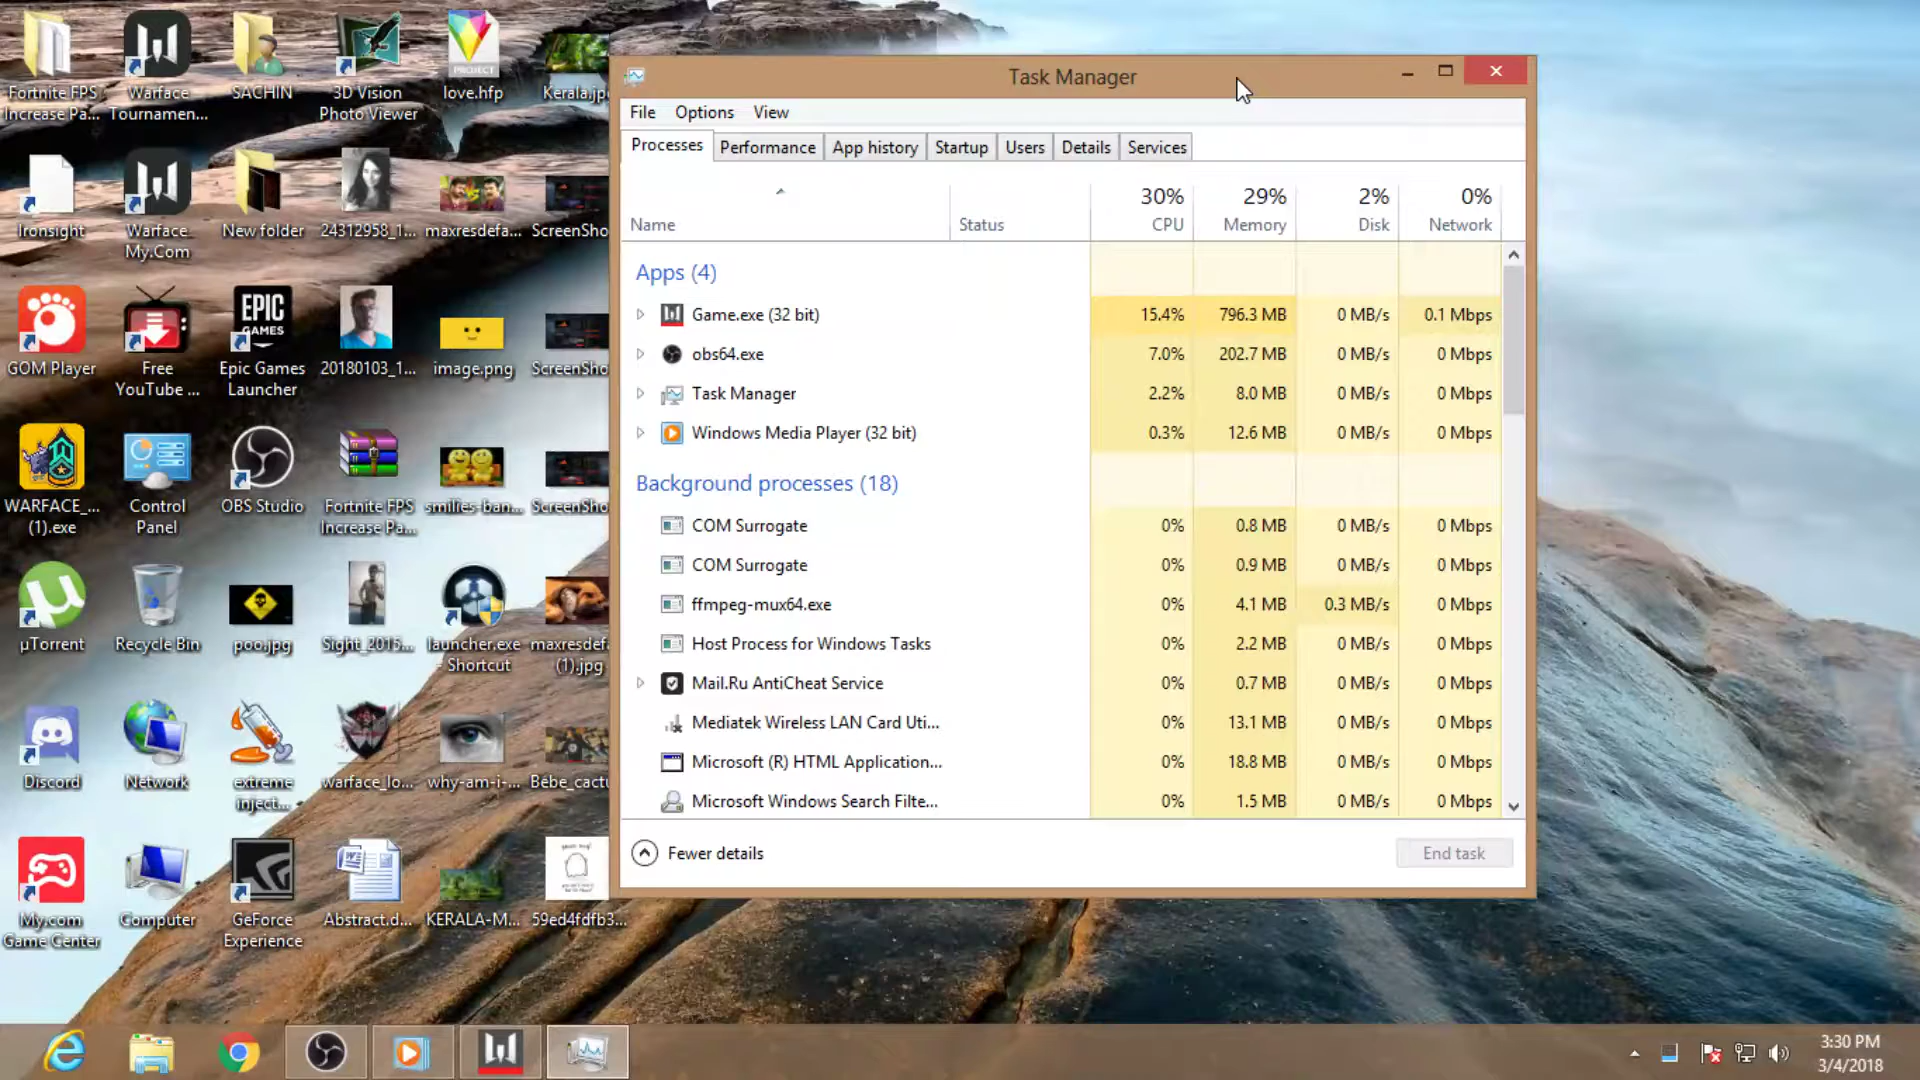 Fortnite FPS
Increase Pa...
Warface
Tournamen...
SACHIN
3D Vision
Photo Viewer
PROJECT
love.hfp
Kerala.jp
Ironsight
Warface
My.Com
New folder
24312958_1...
maxresdefa...
ScreenSho
GOM Player
Free
YouTube ...
EPIC
GAMES
Epic Games
Launcher
20180103_1...
image.png
ScreenSho
WARFACE_...
(1).exe
Control
Panel
OBS Studio
Fortnite FPS
Increase Pa...
smilies-ban...
ScreenSho
µTorrent
Recycle Bin
poo.jpg
Sight_2015...
launcher.exe
- Shortcut
maxresdef
(1).jpg
Discord
Network
extreme
inject...
warface_lo...
why-am-i-...
Bebe_cactu
My.com
Game Center
Computer
GeForce
Experience
Abstract.d...
KERALA-M...
59ed4fdfb3...
Task Manager
File Options View
Processes Performance App history Startup Users Details Services
30% 29% 2% 0%
Name Status CPU Memory Disk Network
Apps (4)
Game.exe (32 bit) 15.4% 796.3 MB 0 MB/s 0.1 Mbps
obs64.exe 7.0% 202.7 MB 0 MB/s 0 Mbps
Task Manager 2.2% 8.0 MB 0 MB/s 0 Mbps
Windows Media Player (32 bit) 0.3% 12.6 MB 0 MB/s 0 Mbps
Background processes (18)
COM Surrogate 0% 0.8 MB 0 MB/s 0 Mbps
COM Surrogate 0% 0.9 MB 0 MB/s 0 Mbps
ffmpeg-mux64.exe 0% 4.1 MB 0.3 MB/s 0 Mbps
Host Process for Windows Tasks 0% 2.2 MB 0 MB/s 0 Mbps
Mail.Ru AntiCheat Service 0% 0.7 MB 0 MB/s 0 Mbps
Mediatek Wireless LAN Card Uti... 0% 13.1 MB 0 MB/s 0 Mbps
Microsoft (R) HTML Application... 0% 18.8 MB 0 MB/s 0 Mbps
Microsoft Windows Search Filte... 0% 1.5 MB 0 MB/s 0 Mbps
Fewer details
End task
3:30 PM
3/4/2018